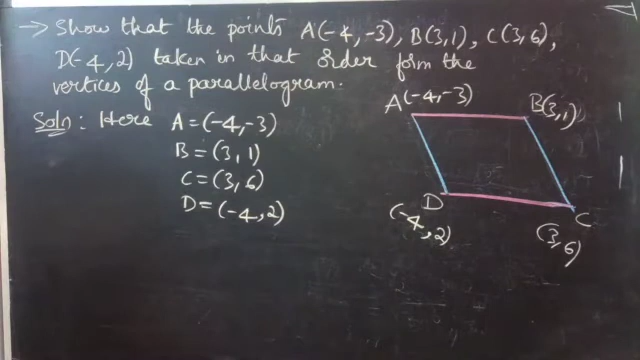 → Show that the points A(-4,-3), B(3,1), C(3,6),
D(-4,2) taken in that order form the
vertices of a parallelogram.
Soln: Here A=(-4,-3)
B=(3,1)
C=(3,6)
D=(-4,2)
A(-4,-3)
B(3,1)
D
(-4,2)
C
(3,6)